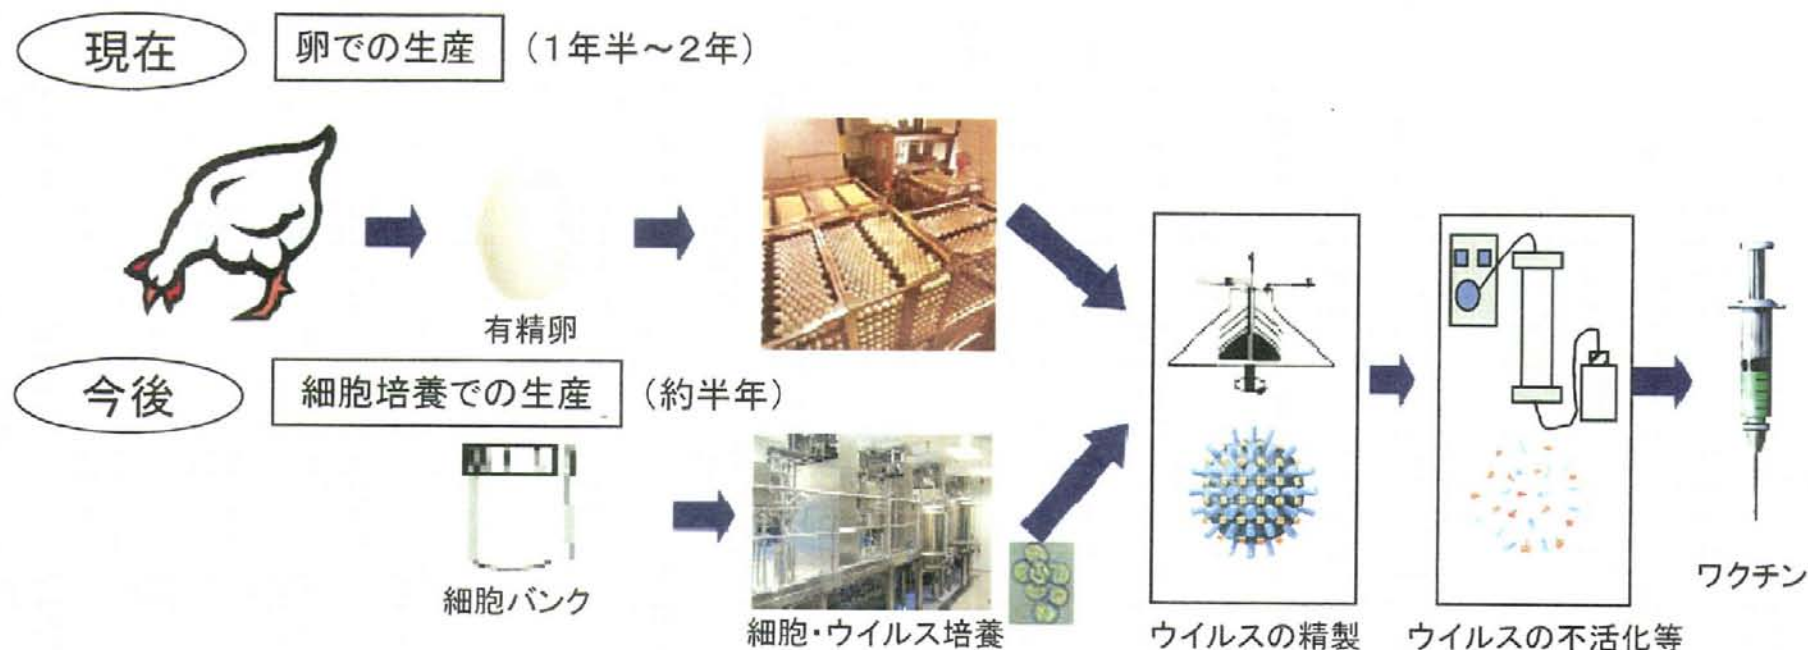 現在
卵での生産
(1年半～2年)
有精卵
今後
細胞培養での生産
(約半年)
細胞バンク
細胞・ウイルス培養
ウイルスの精製
ウイルスの不活化等
ワクチン